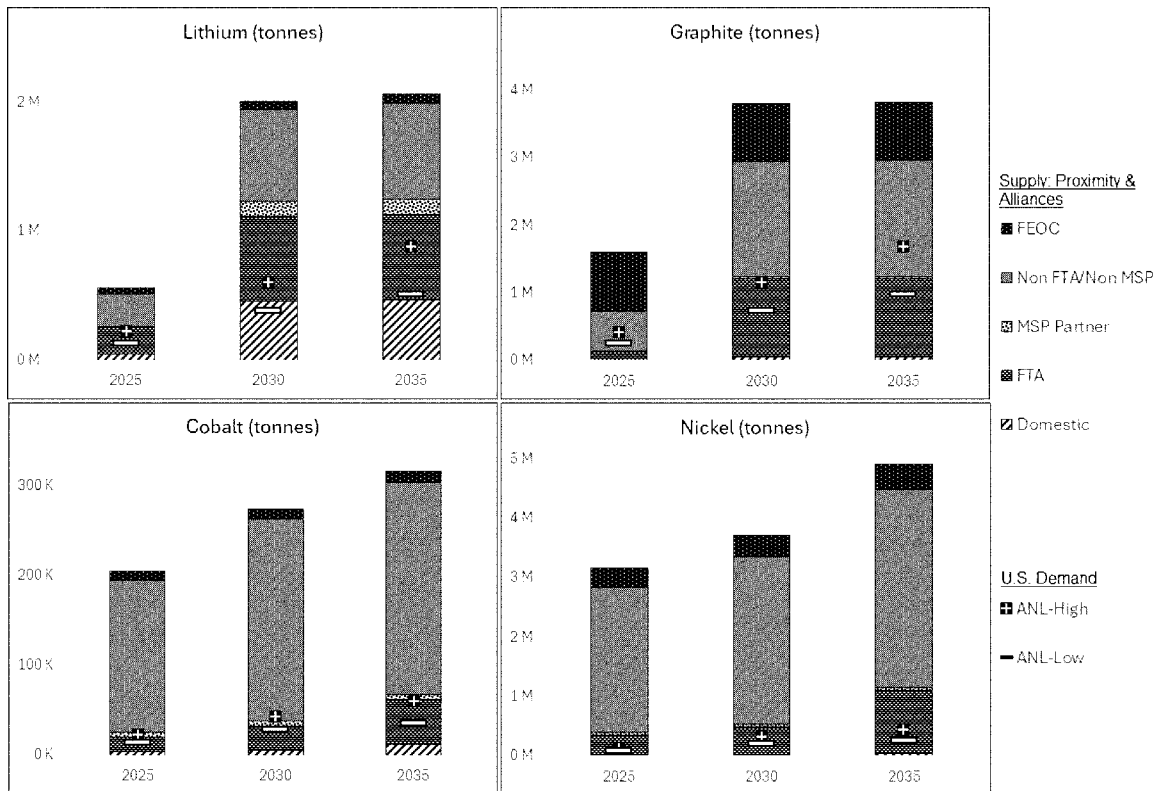 Lithium (tonnes)
2 M
1 M
0 M
2025
2030
2035
Graphite (tonnes)
4 M
3 M
2 M
1 M
0 M
2025
2030
2035
Cobalt (tonnes)
300 K
200 K
100 K
0 K
2025
2030
2035
Nickel (tonnes)
5 M
4 M
3 M
2 M
1 M
0 M
2025
2030
2035
Supply: Proximity &
Alliances
FEOC
Non FTA/Non MSP
MSP Partner
FTA
Domestic
U.S. Demand
ANL-High
ANL-Low